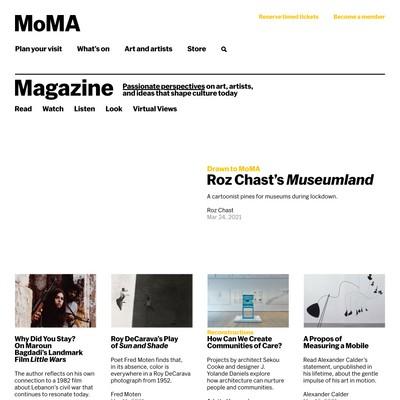 MoMA
Reserve timed tickets
Become a member
Plan your visit
What's on
Art and artists
Store
Magazine
Passionate perspectives on art, artists,
and ideas that shape culture today
Read
Watch
Listen
Look
Virtual Views
Drawn to MoMA
Roz Chast's Museumland
A cartoonist pines for museums during lockdown.
Roz Chast
Mar 24, 2021
Why Did You Stay?
On Maroun
Bagdadi's Landmark
Film Little Wars
The author reflects on his own
connection to a 1982 film
about Lebanon's civil war that
continues to resonate today.
Roy DeCarava's Play
of Sun and Shade
Poet Fred Moten finds that,
in its absence, color is
everywhere in a Roy DeCarava
photograph from 1952.
Fred Moten
Reconstructions
How Can We Create
Communities of Care?
Projects by architect Sekou
Cooke and designer J.
Yolande Daniels explore
how architecture can nurture
people and communities.
A Propos of
Measuring a Mobile
Read Alexander Calder's
statement, unpublished in
his lifetime, about the gentle
impulse of his art in motion.
Alexander Calder